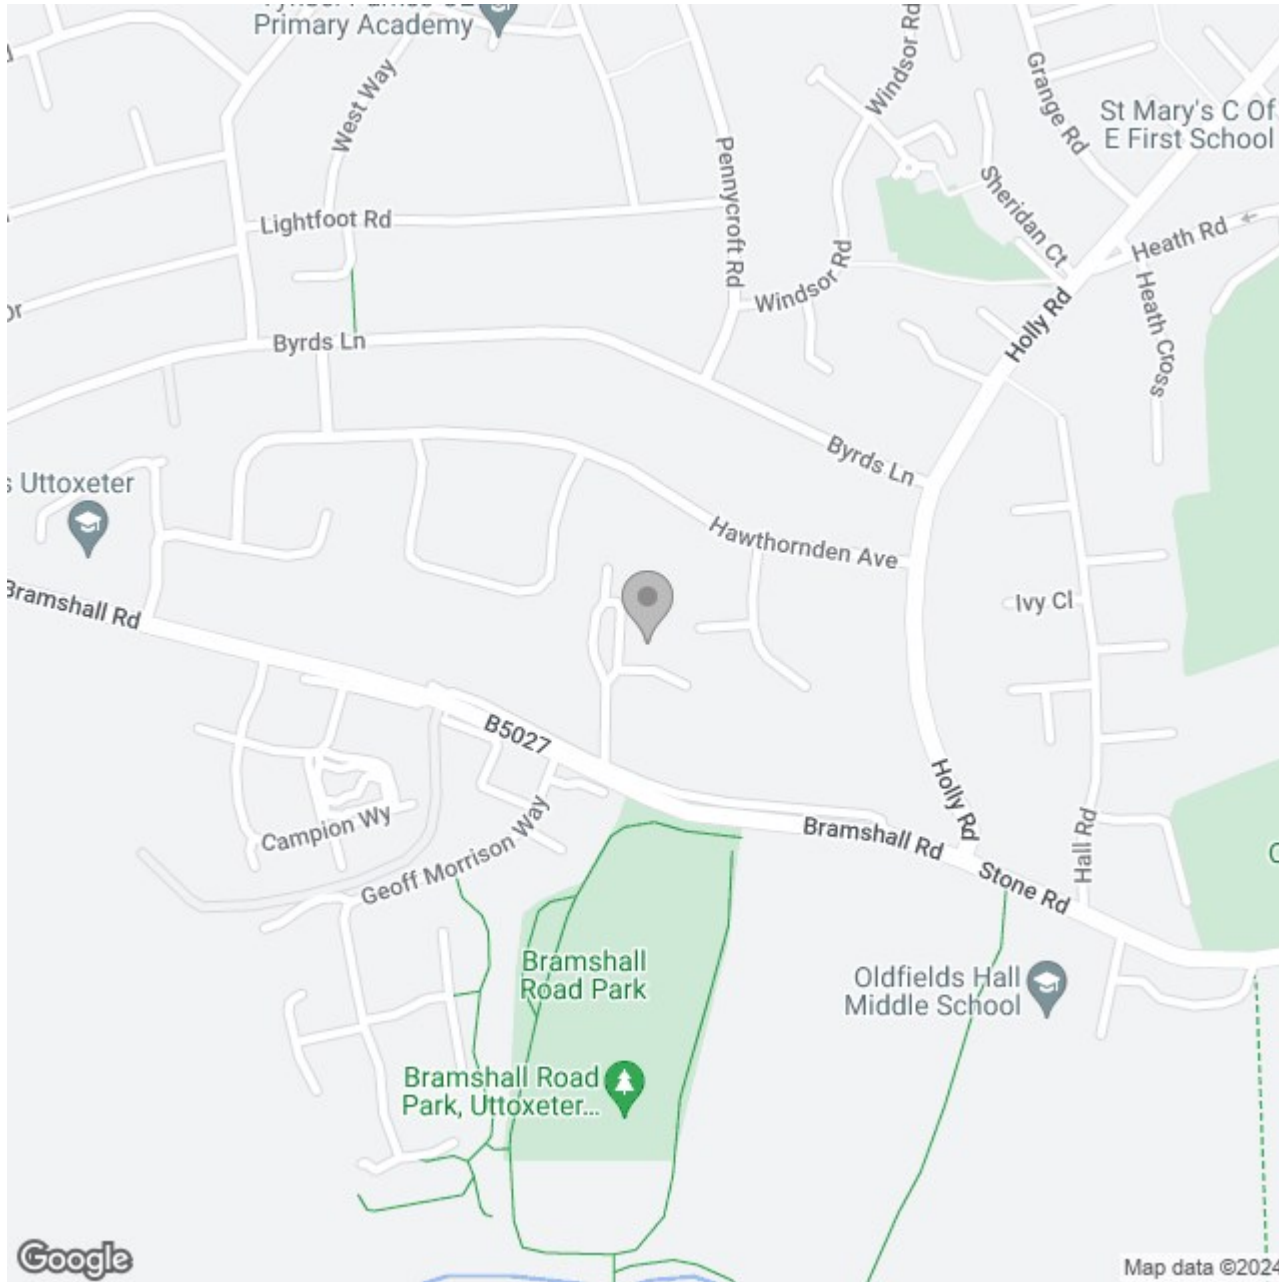 Primary Academy
West Way
Windsor Rd
Grange Rd
St Mary's C Of
E First School
Pennycroft Rd
Sheridan Ct
Lightfoot Rd
Heath Rd
Windsor Rd
Heath Cross
Holly Rd
Byrds Ln
Byrds Ln
Uttoxeter
Hawthornden Ave
Bramshall Rd
Ivy Cl
B5027
Holly Rd
Campion Wy
Bramshall Rd
Hall Rd
Geoff Morrison Way
Stone Rd
Bramshall
Road Park
Oldfields Hall
Middle School
Bramshall Road
Park, Uttoxeter...
Google
Map data ©2024